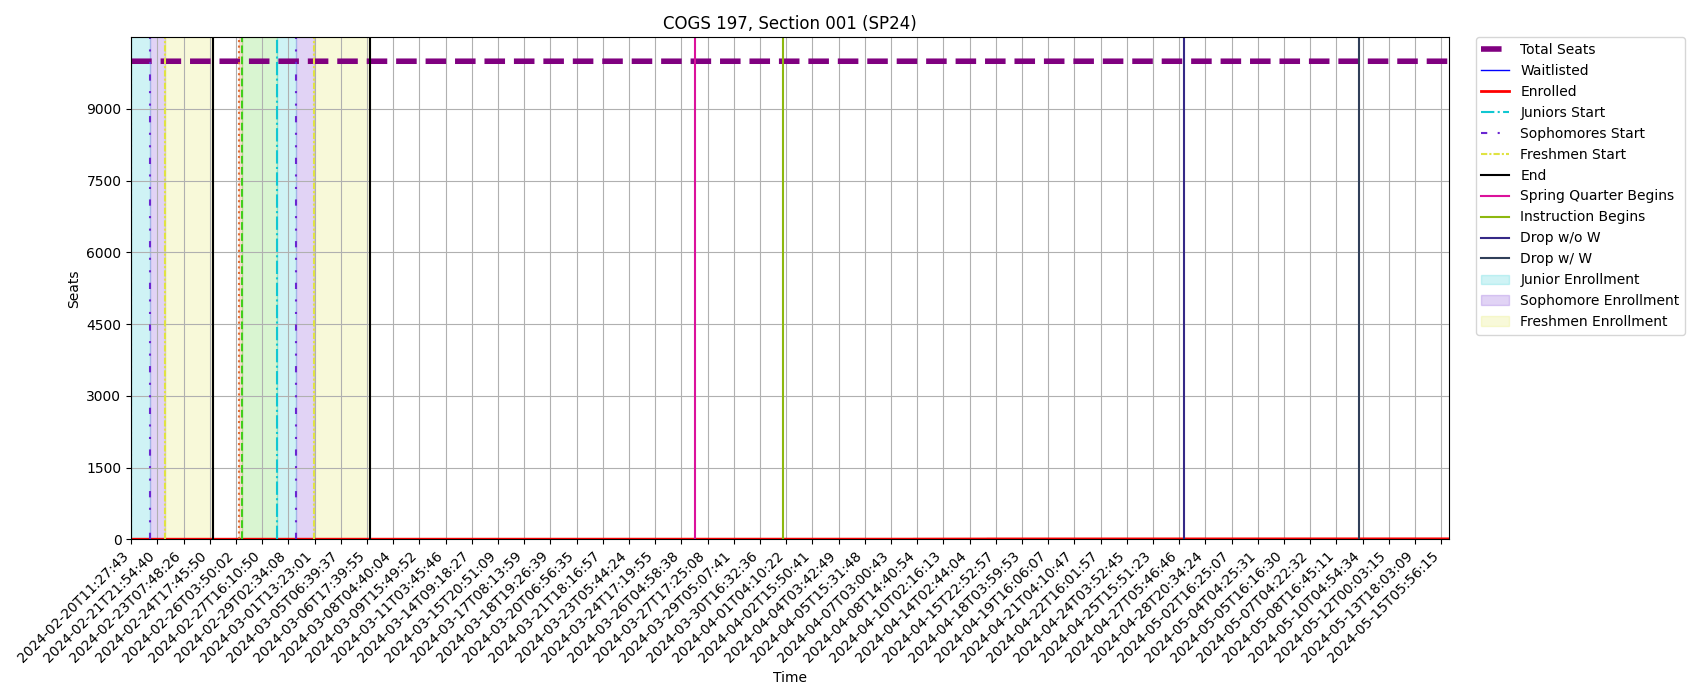 COGS 197, Section 001 (SP24)
Total Seats
Waitlisted
Enrolled
Juniors Start
Sophomores Start
Freshmen Start
End
Spring Quarter Begins
Instruction Begins
Drop w/o W
Drop w/ W
Junior Enrollment
Sophomore Enrollment
Freshmen Enrollment
Seats
9000
7500
6000
4500
3000
1500
0
2024-02-20T11:27:43
2024-02-21T21:54:40
2024-02-23T07:48:26
2024-02-24T17:45:50
2024-02-26T03:50:02
2024-02-27T16:10:50
2024-02-29T02:34:08
2024-03-01T13:23:01
2024-03-05T06:39:37
2024-03-06T17:39:55
2024-03-08T04:40:04
2024-03-09T15:49:52
2024-03-11T03:45:46
2024-03-14T09:18:27
2024-03-15T20:51:09
2024-03-17T08:13:59
2024-03-18T19:26:39
2024-03-20T06:56:35
2024-03-21T18:16:57
2024-03-23T05:44:24
2024-03-24T17:19:55
2024-03-26T04:58:38
2024-03-27T17:25:08
2024-03-29T05:07:41
2024-03-30T16:32:36
2024-04-01T04:10:22
2024-04-02T15:50:41
2024-04-04T03:42:49
2024-04-05T15:31:48
2024-04-07T03:00:43
2024-04-08T14:40:54
2024-04-10T02:16:13
2024-04-14T02:44:04
2024-04-15T22:52:57
2024-04-18T03:59:53
2024-04-19T16:06:07
2024-04-21T04:10:47
2024-04-22T16:01:57
2024-04-24T03:52:45
2024-04-25T15:51:23
2024-04-27T05:46:46
2024-04-28T20:34:24
2024-05-02T16:25:07
2024-05-04T04:25:31
2024-05-05T16:16:30
2024-05-07T04:22:32
2024-05-08T16:45:11
2024-05-10T04:54:34
2024-05-12T00:03:15
2024-05-13T18:03:09
2024-05-15T05:56:15
Time